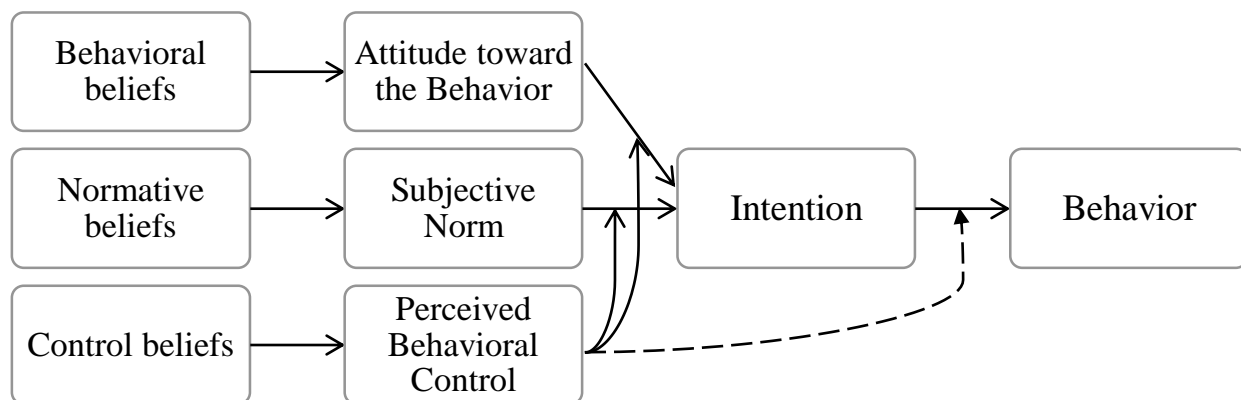 Behavioral
beliefs
Attitude toward
the Behavior
Normative
beliefs
Subjective
Norm
Intention
Behavior
Control beliefs
Perceived
Behavioral
Control